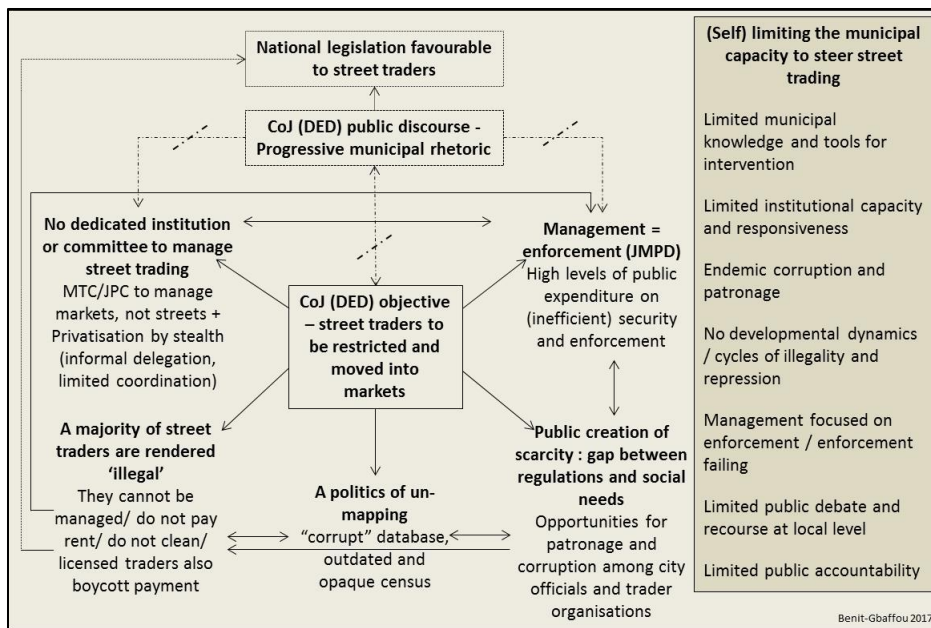 National legislation favourable
to street traders
CoJ (DED) public discourse -
Progressive municipal rhetoric
No dedicated institution
or committee to manage
street trading
MTC/JPC to manage
markets, not streets +
Privatisation by stealth
(informal delegation,
limited coordination)
Management =
enforcement (JMPD)
High levels of public
expenditure on
(inefficient) security
and enforcement
CoJ (DED) objective
– street traders to
be restricted and
moved into
markets
A majority of street
traders are rendered
‘illegal’
They cannot be
managed/ do not pay
rent/ do not clean/
licensed traders also
boycott payment
A politics of un-
mapping
“corrupt” database,
outdated and
opaque census
Public creation of
scarcity : gap between
regulations and social
needs
Opportunities for
patronage and
corruption among city
officials and trader
organisations
(Self) limiting the municipal
capacity to steer street
trading
Limited municipal
knowledge and tools for
intervention
Limited institutional capacity
and responsiveness
Endemic corruption and
patronage
No developmental dynamics
/ cycles of illegality and
repression
Management focused on
enforcement / enforcement
failing
Limited public debate and
recourse at local level
Limited public accountability
Benit-Gbaffou 2017